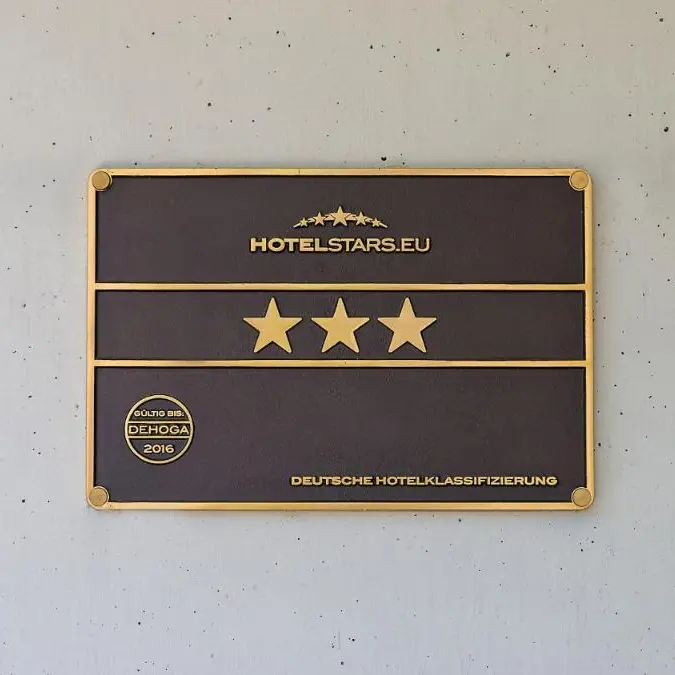 HOTELSTARS.EU
GÜLTIG BIS:
DEHOGA
2016
DEUTSCHE HOTELKLASSIFIZIERUNG